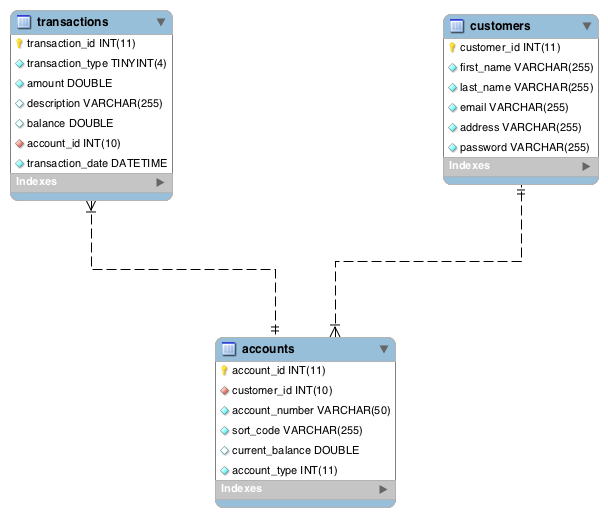 transactions
transaction_id INT(11)
transaction_type TINYINT(4)
amount DOUBLE
description VARCHAR(255)
balance DOUBLE
account_id INT(10)
transaction_date DATETIME
Indexes
customers
customer_id INT(11)
first_name VARCHAR(255)
last_name VARCHAR(255)
email VARCHAR(255)
address VARCHAR(255)
password VARCHAR(255)
Indexes
accounts
account_id INT(11)
customer_id INT(10)
account_number VARCHAR(50)
sort_code VARCHAR(255)
current_balance DOUBLE
account_type INT(11)
Indexes